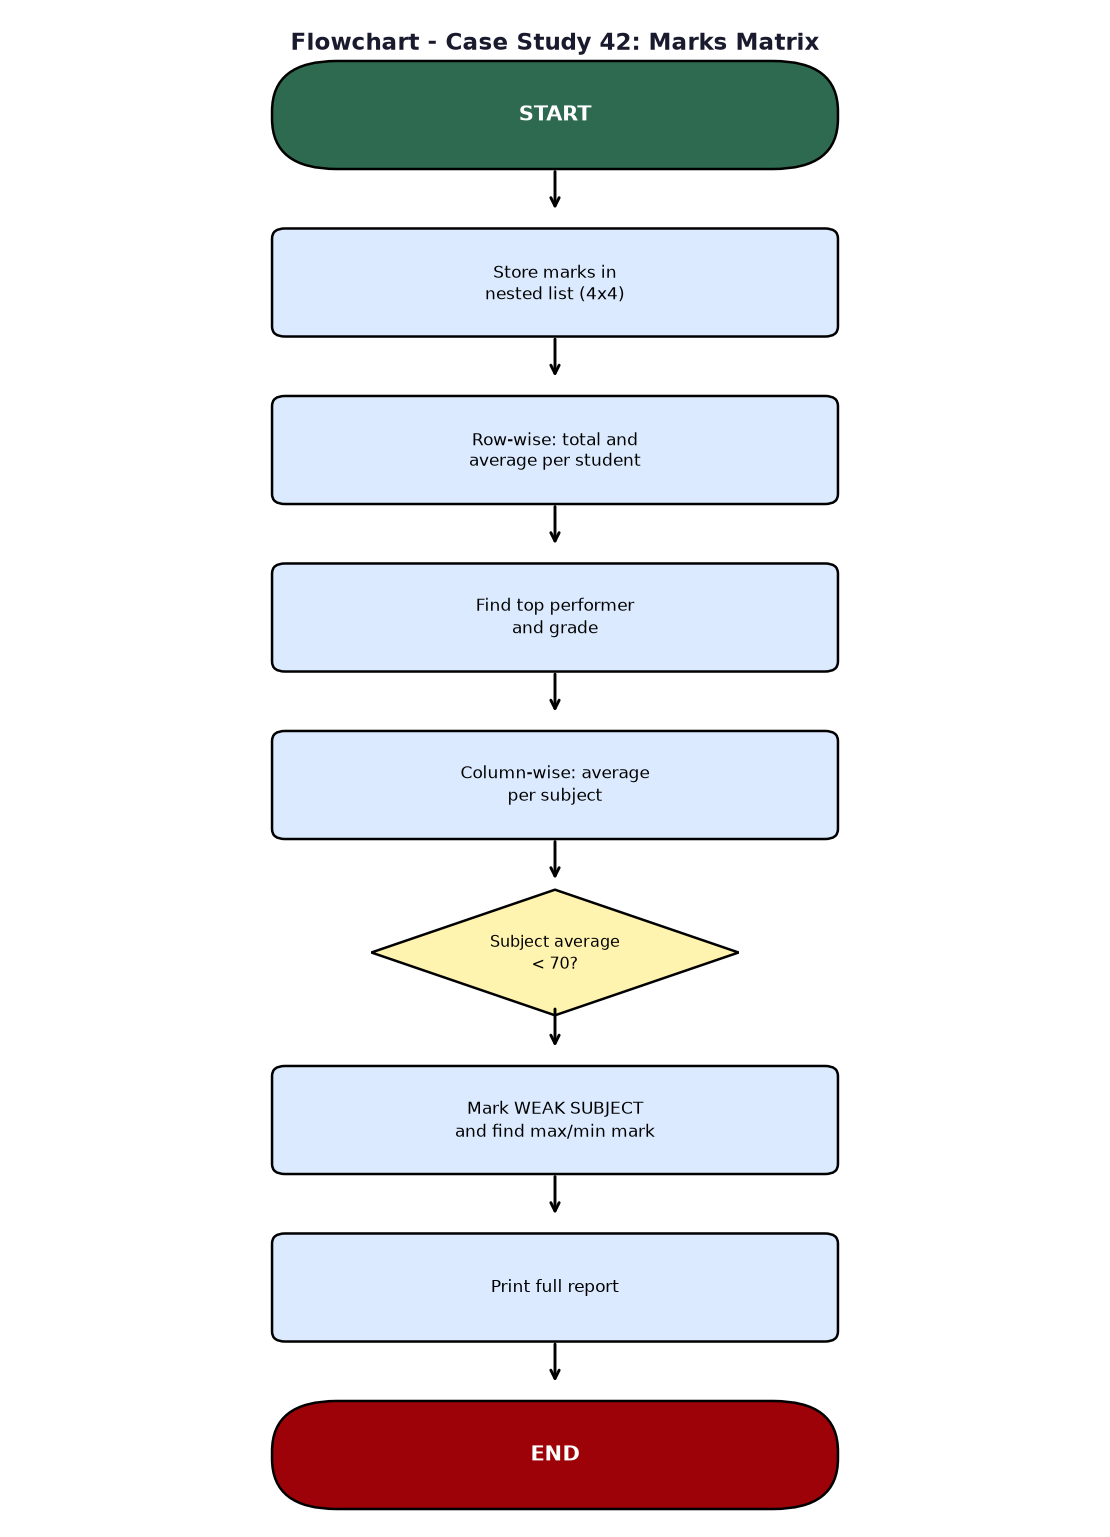 Flowchart - Case Study 42: Marks Matrix
START
Store marks in
nested list (4x4)
Row-wise: total and
average per student
Find top performer
and grade
Column-wise: average
per subject
Subject average
< 70?
Mark WEAK SUBJECT
and find max/min mark
Print full report
END